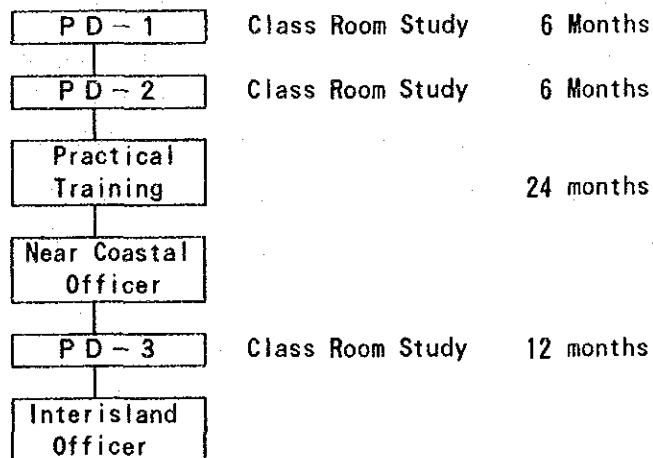 PD-1 Class Room Study 6 Months
PD-2 Class Room Study 6 Months
Practical
Training 24 months
Near Coastal
Officer
PD-3 Class Room Study 12 months
Interisland
Officer